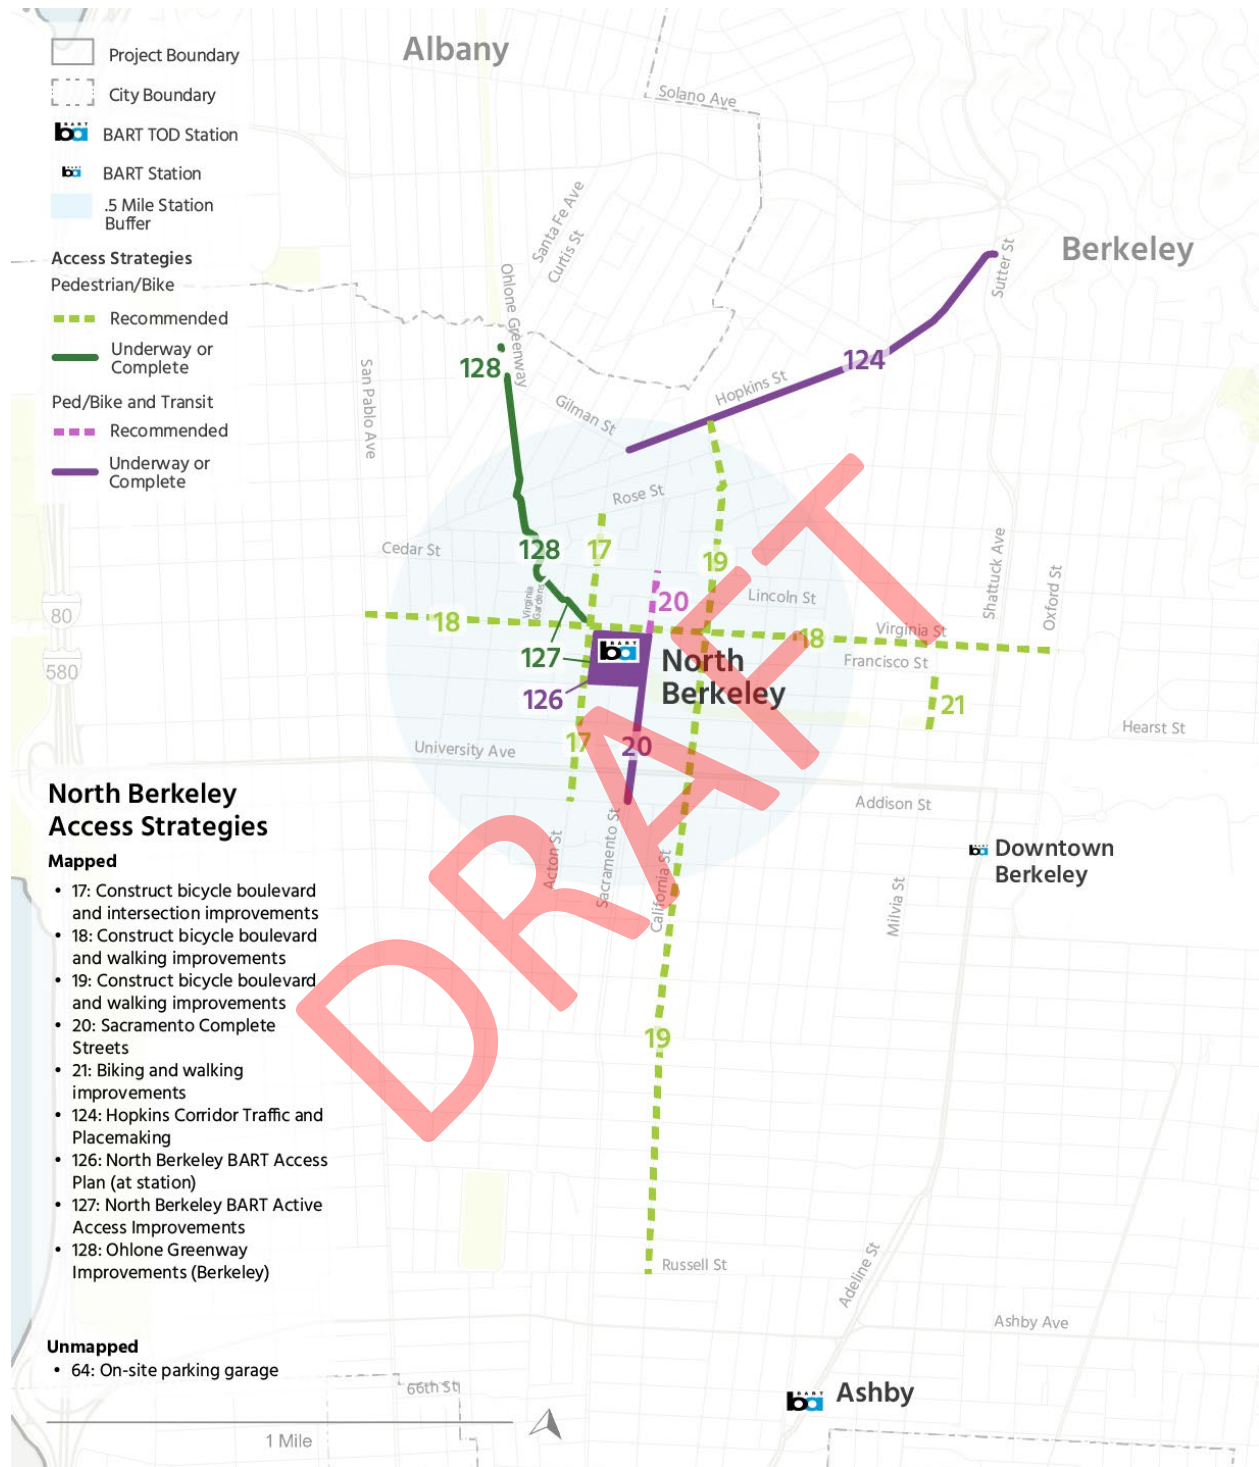 Project Boundary
City Boundary
BART TOD Station
BART Station
.5 Mile Station
Buffer
Access Strategies
Pedestrian/Bike
Recommended
Underway or
Complete
Ped/Bike and Transit
Recommended
Underway or
Complete
Albany
Solano Ave
Berkeley
Santa Fe Ave
Curtis St
Ohlone Greenway
Sutter St
San Pablo Ave
128
124
Hopkins St
Gilman St
Rose St
Cedar St
128
17
19
Shattuck Ave
Oxford St
Virginia
Gardens
20
Lincoln St
80
18
18
Virginia St
BART
ba
127
North
Berkeley
Francisco St
580
126
21
Hearst St
University Ave
17
20
Addison St
Acton St
Sacramento St
California St
Milvia St
Downtown
Berkeley
19
Russell St
Adeline St
Ashby Ave
66th St
Ashby
1 Mile
North Berkeley
Access Strategies
Mapped
• 17: Construct bicycle boulevard
and intersection improvements
• 18: Construct bicycle boulevard
and walking improvements
• 19: Construct bicycle boulevard
and walking improvements
• 20: Sacramento Complete
Streets
• 21: Biking and walking
improvements
• 124: Hopkins Corridor Traffic and
Placemaking
• 126: North Berkeley BART Access
Plan (at station)
• 127: North Berkeley BART Active
Access Improvements
• 128: Ohlone Greenway
Improvements (Berkeley)
Unmapped
• 64: On-site parking garage
DRAFT